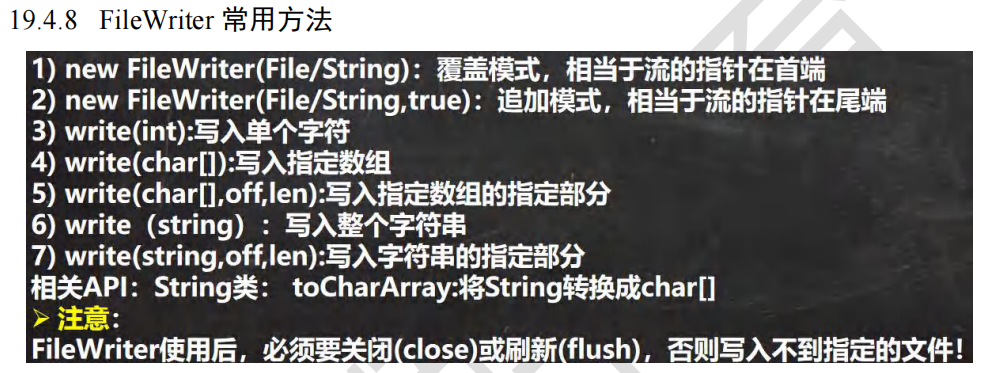 19.4.8 FileWriter 常用方法
1) new FileWriter(File/String)：覆盖模式，相当于流的指针在首端
2) new FileWriter(File/String,true)：追加模式，相当于流的指针在尾端
3) write(int):写入单个字符
4) write(char[]):写入指定数组
5) write(char[],off,len):写入指定数组的指定部分
6) write（string）：写入整个字符串
7) write(string,off,len):写入字符串的指定部分
相关API：String类： toCharArray:将String转换成char[]
➢ 注意：
FileWriter使用后，必须要关闭(close)或刷新(flush)，否则写入不到指定的文件！